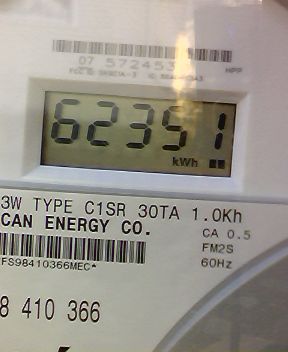 07 572453
HPP
62351
kWh
3W TYPE C1SR 30TA 1.0Kh
CAN ENERGY CO.
CA 0.5
FM2S
60Hz
*FS98410366MEC*
8 410 366